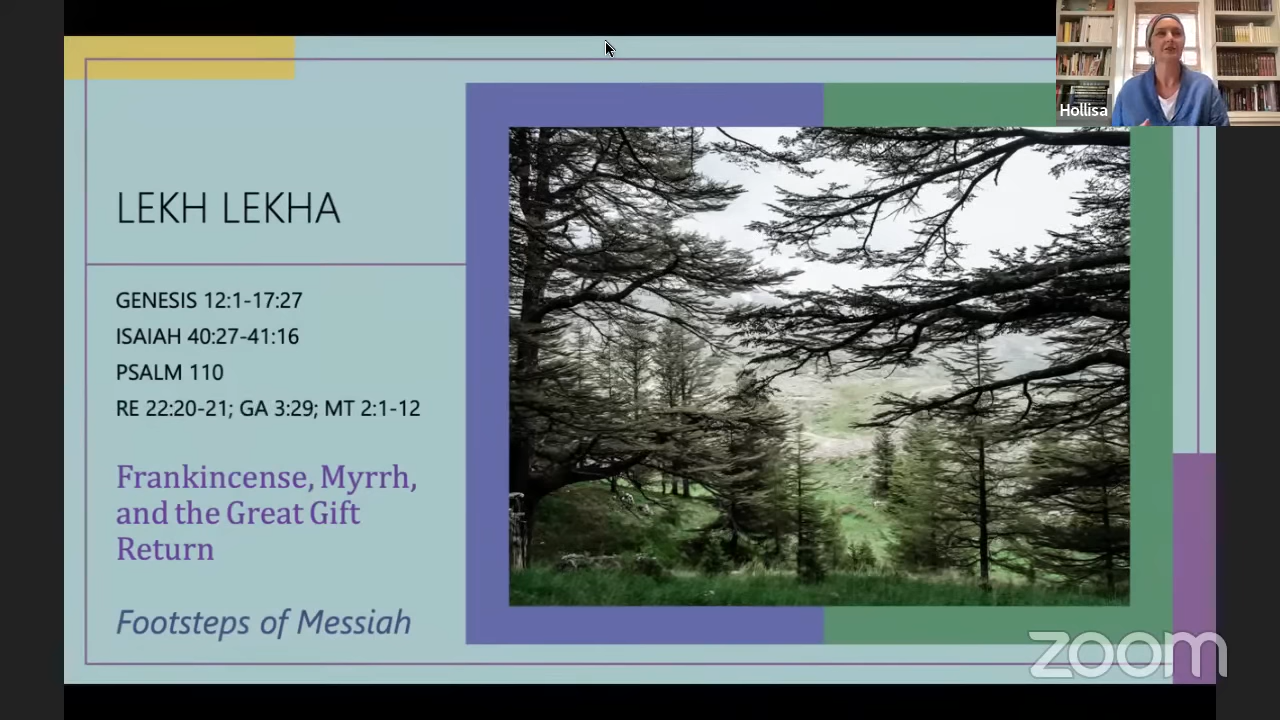 LEKH LEKHA
GENESIS 12:1-17:27
ISAIAH 40:27-41:16
PSALM 110
RE 22:20-21; GA 3:29; MT 2:1-12
Frankincense, Myrrh,
and the Great Gift
Return
Footsteps of Messiah
Hollisa
zoom